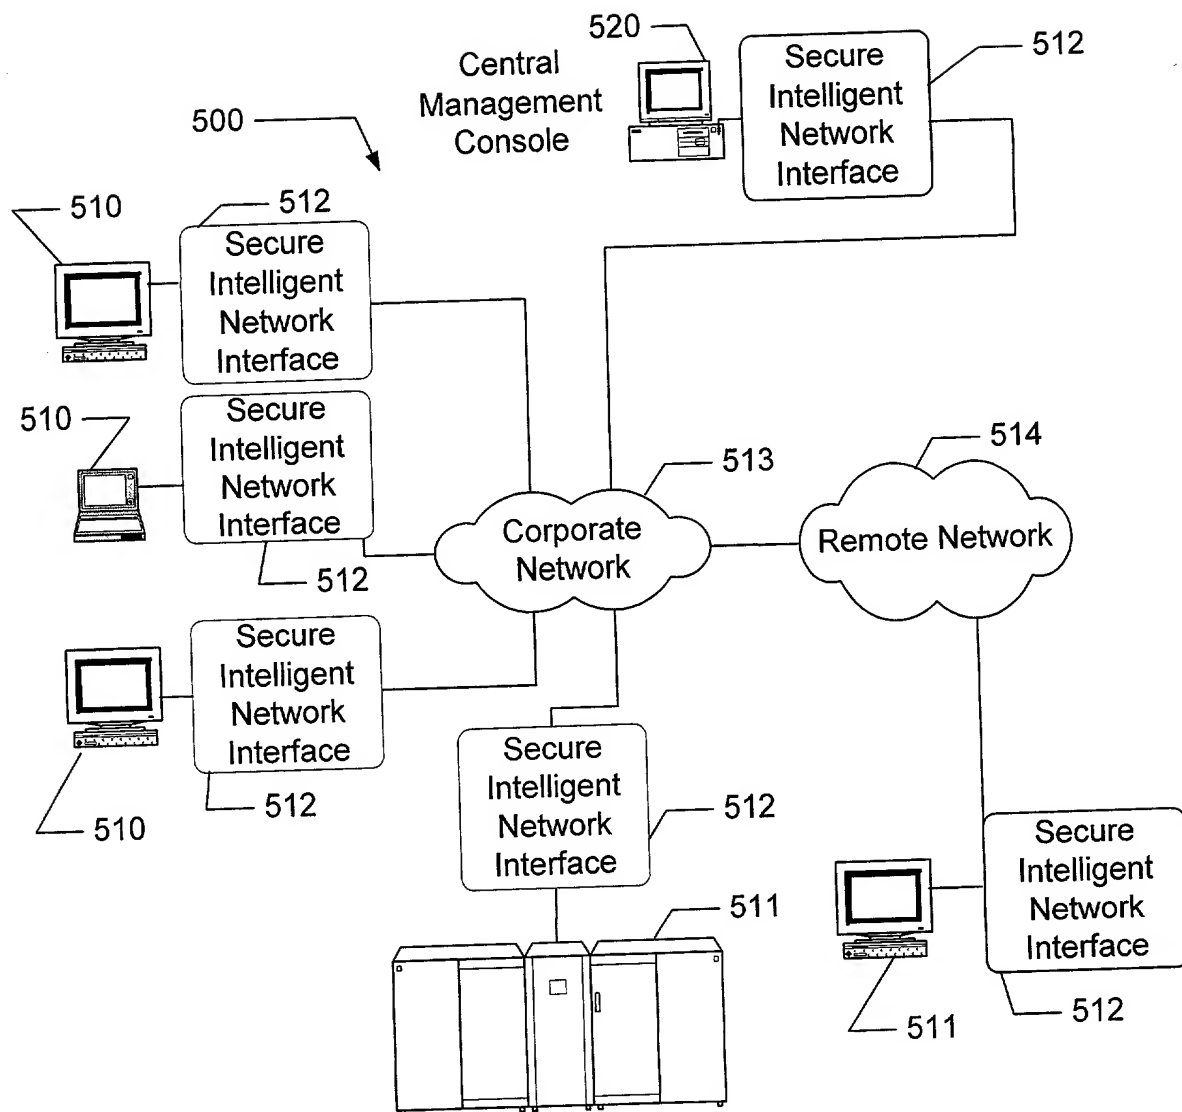 520
512
Central
Management
Console
Secure
Intelligent
Network
Interface
500
510
512
Secure
Intelligent
Network
Interface
510
Secure
Intelligent
Network
Interface
512
513
514
Corporate
Network
Remote Network
Secure
Intelligent
Network
Interface
512
510
Secure
Intelligent
Network
Interface
512
511
Secure
Intelligent
Network
Interface
511
512